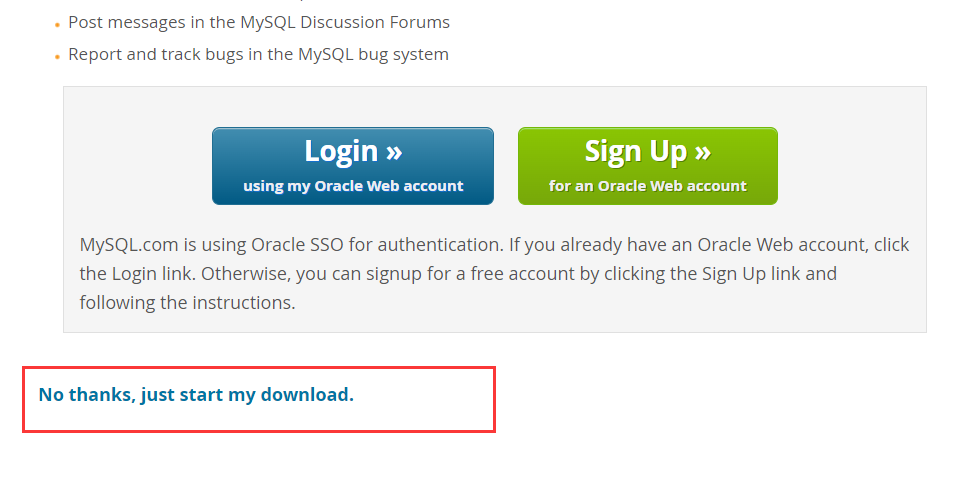 Post messages in the MySQL Discussion Forums
Report and track bugs in the MySQL bug system
Login »
using my Oracle Web account
Sign Up »
for an Oracle Web account
MySQL.com is using Oracle SSO for authentication. If you already have an Oracle Web account, click
the Login link. Otherwise, you can signup for a free account by clicking the Sign Up link and
following the instructions.
No thanks, just start my download.